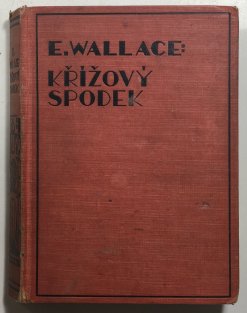 E. WALLACE:
KŘÍŽOVÝ
SPODEK